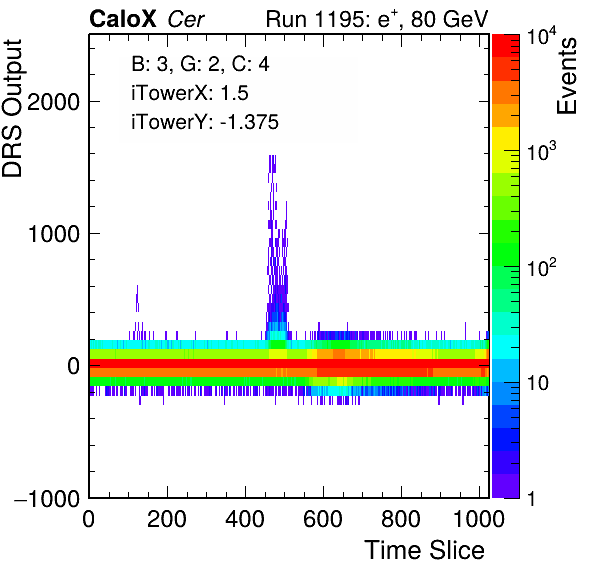 CaloX Cer Run 1195: e⁺, 80 GeV
B: 3, G: 2, C: 4
iTowerX: 1.5
iTowerY: -1.375
DRS Output
2000
1000
0
−1000
0 200 400 600 800 1000
Time Slice
Events
10⁴
10³
10²
10
1